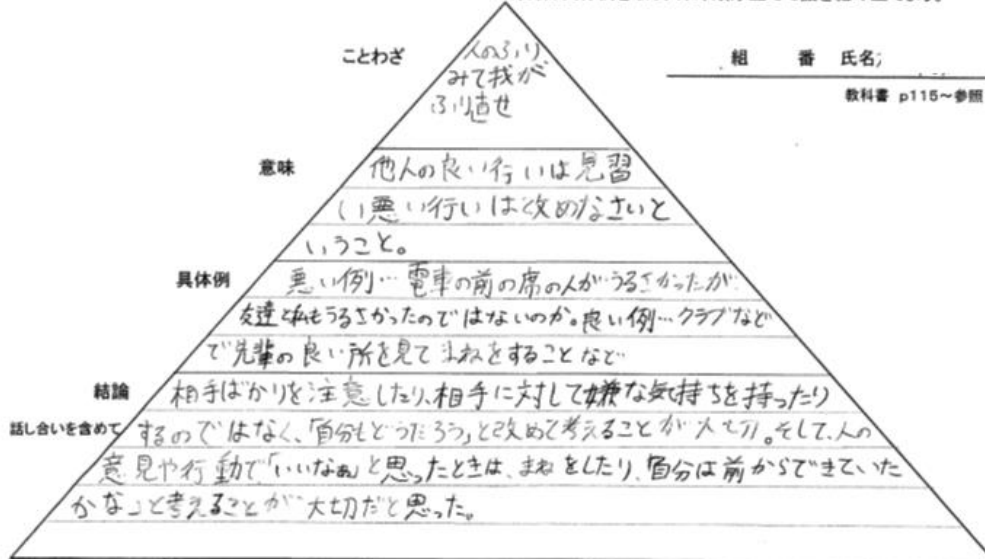 ことわざ
人のふり
みて我が
ふり直せ
組 番 氏名
教科書 p115〜参照
意味
他人の良い行いは見習
い悪い行いは改めなさいと
いうこと。
具体例
悪い例…電車の前の席の人がうるさかったが
友達と私もうるさかったのではないのか。良い例…クラブなど
で先輩の良い所を見てまねをすることなど
結論
相手ばかりを注意したり、相手に対して嫌な気持ちを持ったり
話し合いを含めて
するのではなく、「自分もどうだろう」と改めて考えることが大切。そして、人の
意見や行動で「いいなぁ」と思ったときは、まねをしたり、「自分は前からできていた
かな」と考えることが大切だと思った。